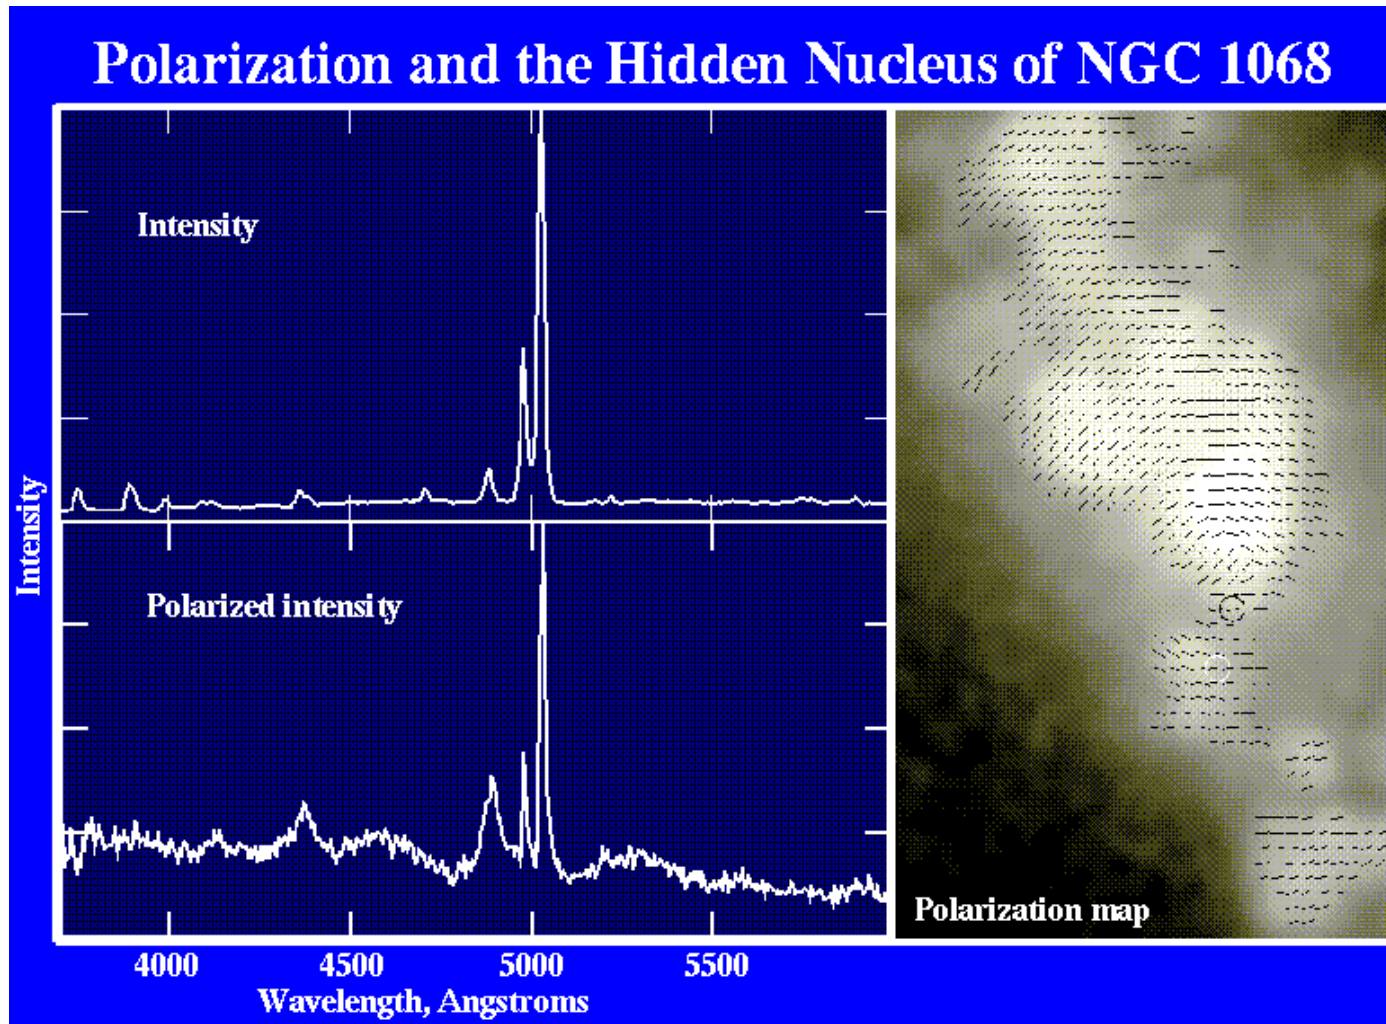 Polarization and the Hidden Nucleus of NGC 1068
Intensity
Intensity
Polarized intensity
Polarization map
4000 4500 5000 5500
Wavelength, Angstroms